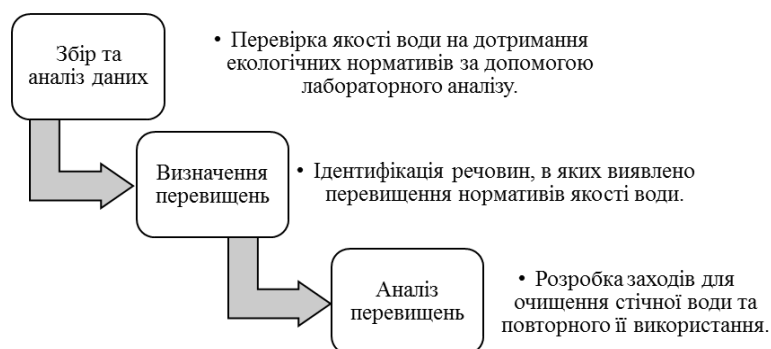 Збір та
аналіз даних
• Перевірка якості води на дотримання
екологічних нормативів за допомогою
лабораторного аналізу.
Визначення
перевищень
• Ідентифікація речовин, в яких виявлено
перевищення нормативів якості води.
Аналіз
перевищень
• Розробка заходів для
очищення стічної води та
повторного її використання.